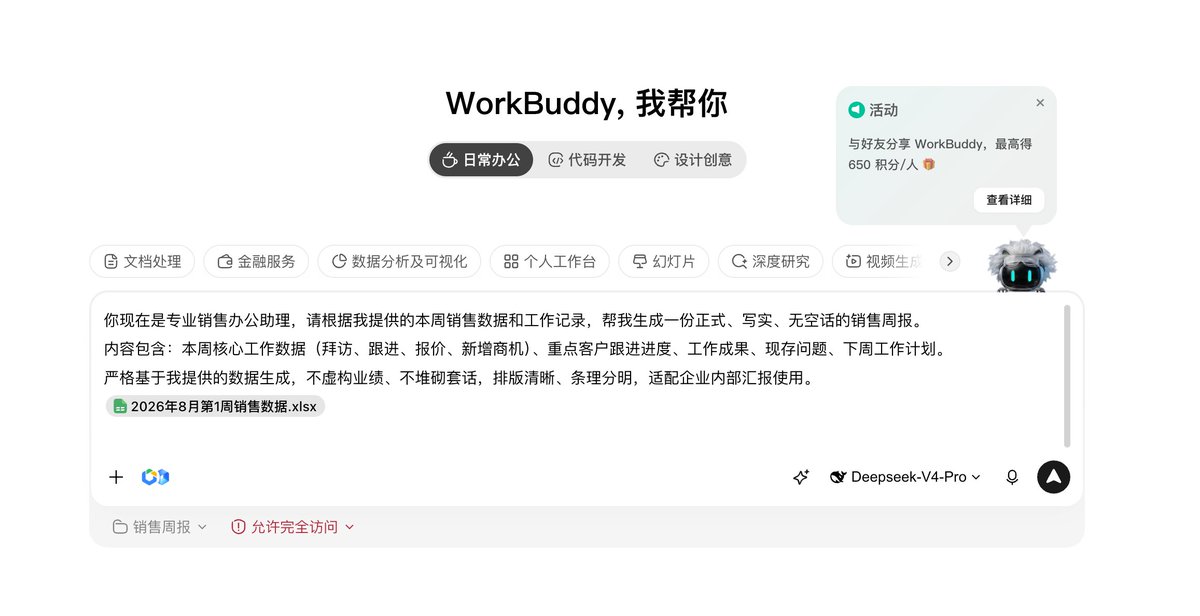 WorkBuddy, 我帮你
活动
与好友分享 WorkBuddy，最高得
650 积分/人
查看详细
日常办公
代码开发
设计创意
文档处理
金融服务
数据分析及可视化
个人工作台
幻灯片
深度研究
视频生成
你现在是专业销售办公助理，请根据我提供的本周销售数据和工作记录，帮我生成一份正式、写实、无空话的销售周报。
内容包含：本周核心工作数据（拜访、跟进、报价、新增商机）、重点客户跟进进度、工作成果、现存问题、下周工作计划。
严格基于我提供的数据生成，不虚构业绩、不堆砌套话，排版清晰、条理分明，适配企业内部汇报使用。
2026年8月第1周销售数据.xlsx
Deepseek-V4-Pro
销售周报
允许完全访问